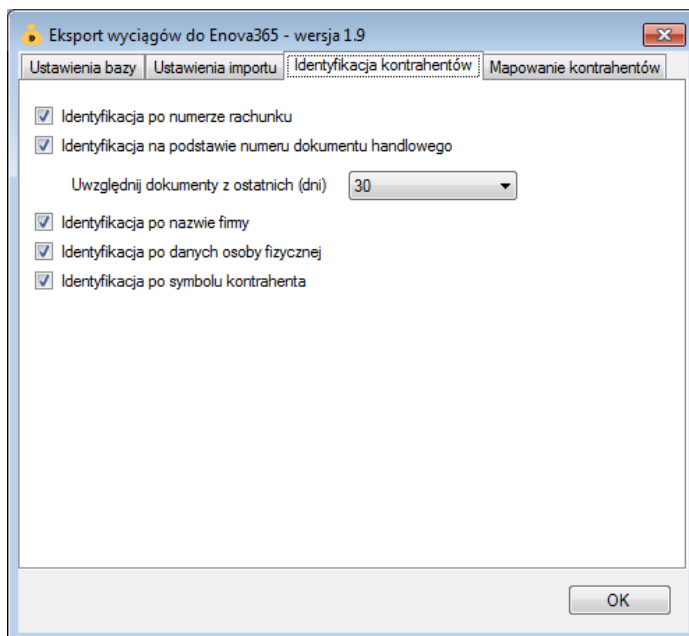 Eksport wyciągów do Enova365 - wersja 1.9
Ustawienia bazy Ustawienia importu Identyfikacja kontrahentów Mapowanie kontrahentów
Identyfikacja po numerze rachunku
Identyfikacja na podstawie numeru dokumentu handlowego
Uwzględnij dokumenty z ostatnich (dni) 30
Identyfikacja po nazwie firmy
Identyfikacja po danych osoby fizycznej
Identyfikacja po symbolu kontrahenta
OK